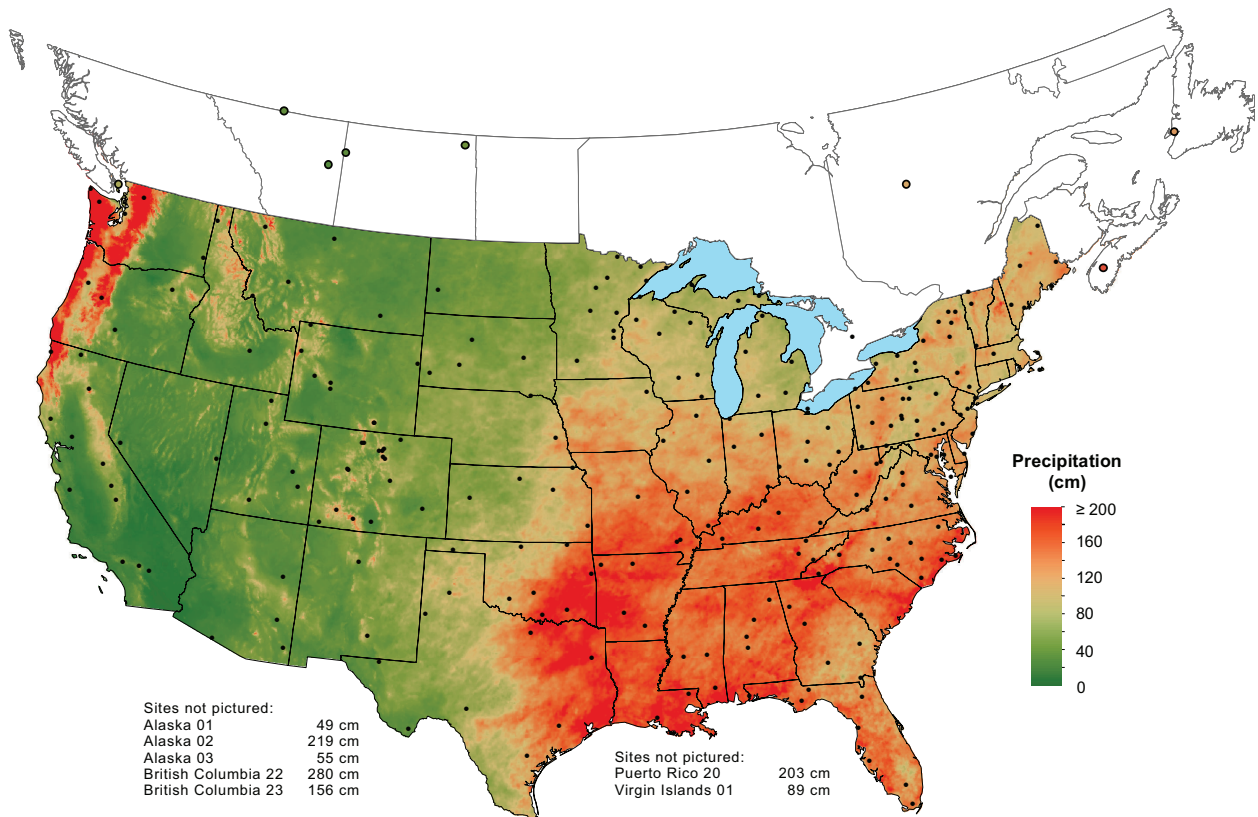 Precipitation
(cm)
≥ 200
160
120
80
40
0
Sites not pictured:
Alaska 01 49 cm
Alaska 02 219 cm
Alaska 03 55 cm
British Columbia 22 280 cm
British Columbia 23 156 cm
Sites not pictured:
Puerto Rico 20 203 cm
Virgin Islands 01 89 cm